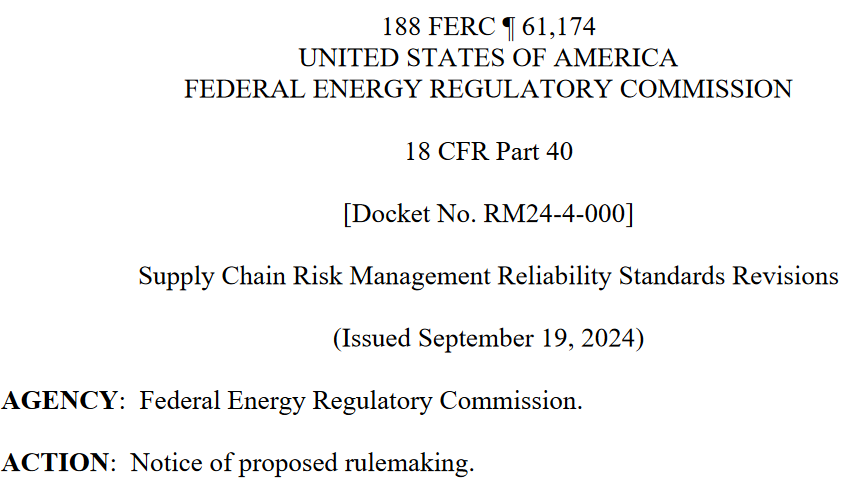 188 FERC ¶ 61,174
UNITED STATES OF AMERICA
FEDERAL ENERGY REGULATORY COMMISSION
18 CFR Part 40
[Docket No. RM24-4-000]
Supply Chain Risk Management Reliability Standards Revisions
(Issued September 19, 2024)
AGENCY: Federal Energy Regulatory Commission.
ACTION: Notice of proposed rulemaking.